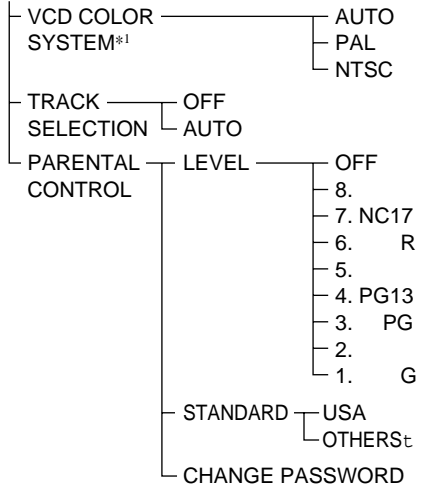 VCD COLOR AUTO
SYSTEM*1 PAL
NTSC
TRACK OFF
SELECTION AUTO
PARENTAL LEVEL OFF
CONTROL 8.
7. NC17
6. R
5.
4. PG13
3. PG
2.
1. G
STANDARD USA
OTHERSt
CHANGE PASSWORD